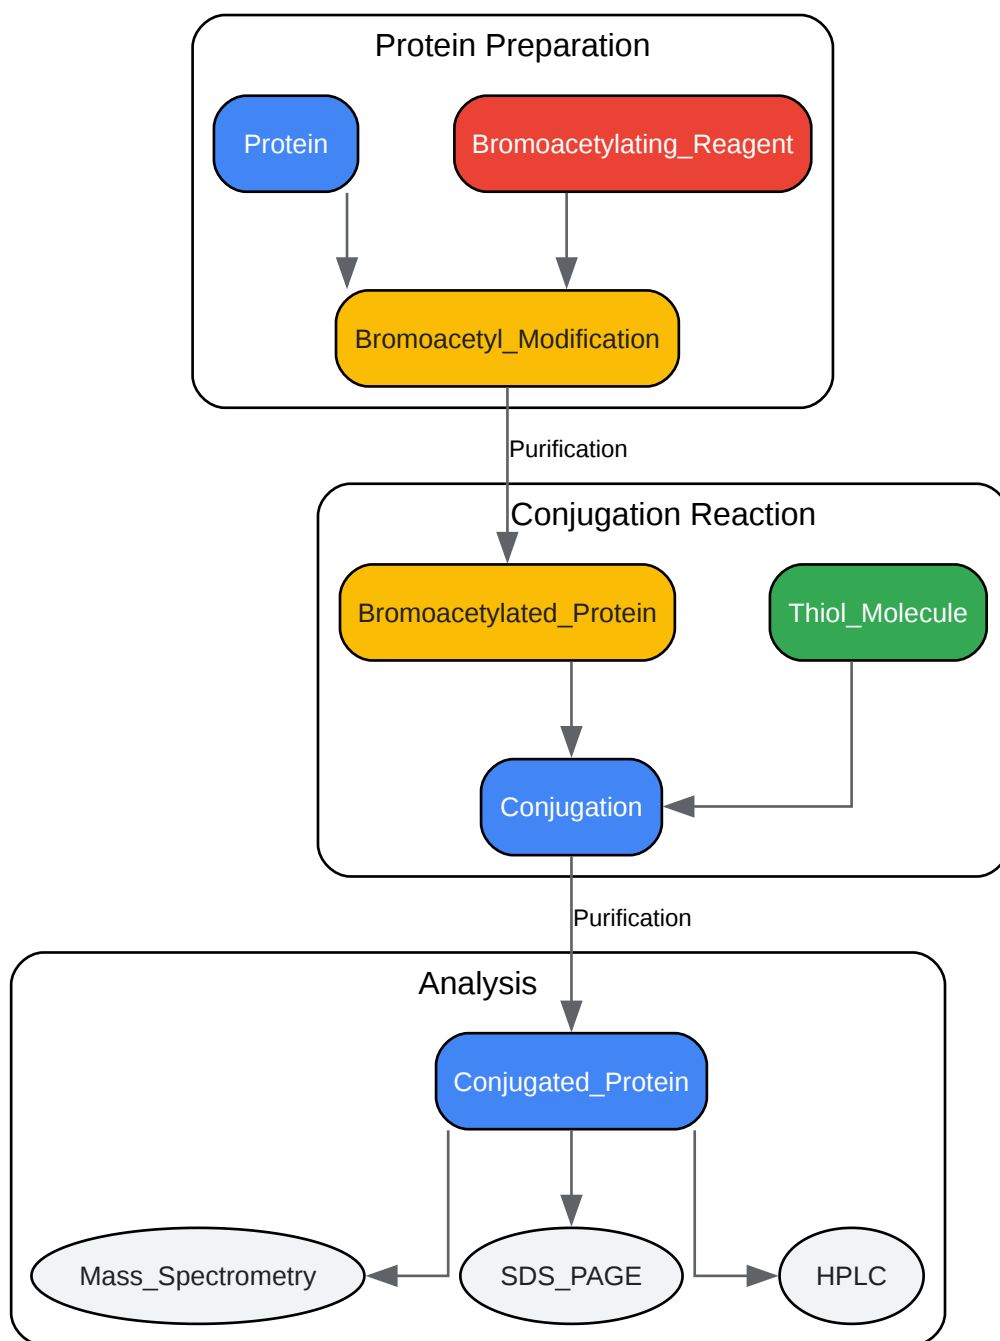 Protein Preparation
Protein
Bromoacetylating_Reagent
Bromoacetyl_Modification
Purification
Conjugation Reaction
Bromoacetylated_Protein
Thiol_Molecule
Conjugation
Purification
Analysis
Conjugated_Protein
Mass_Spectrometry
SDS_PAGE
HPLC